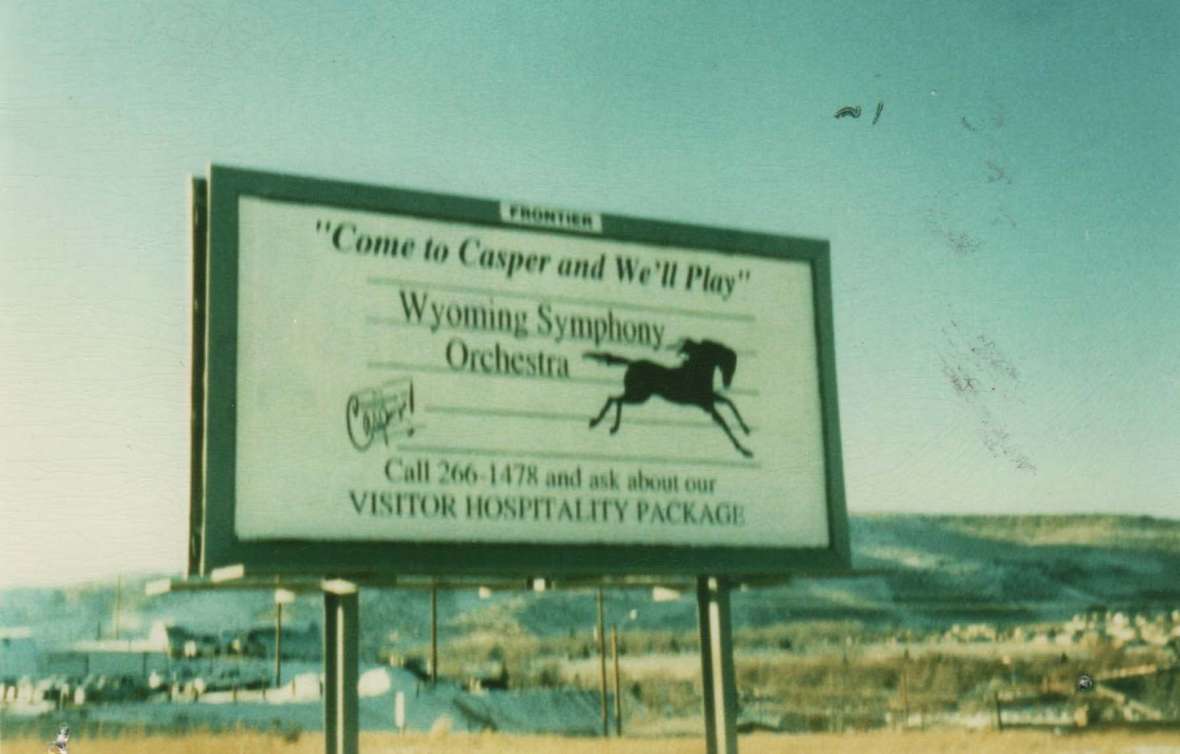 FRONTIER
"Come to Casper and We'll Play"
Wyoming Symphony
Orchestra
Casper!
Call 266-1478 and ask about our
VISITOR HOSPITALITY PACKAGE